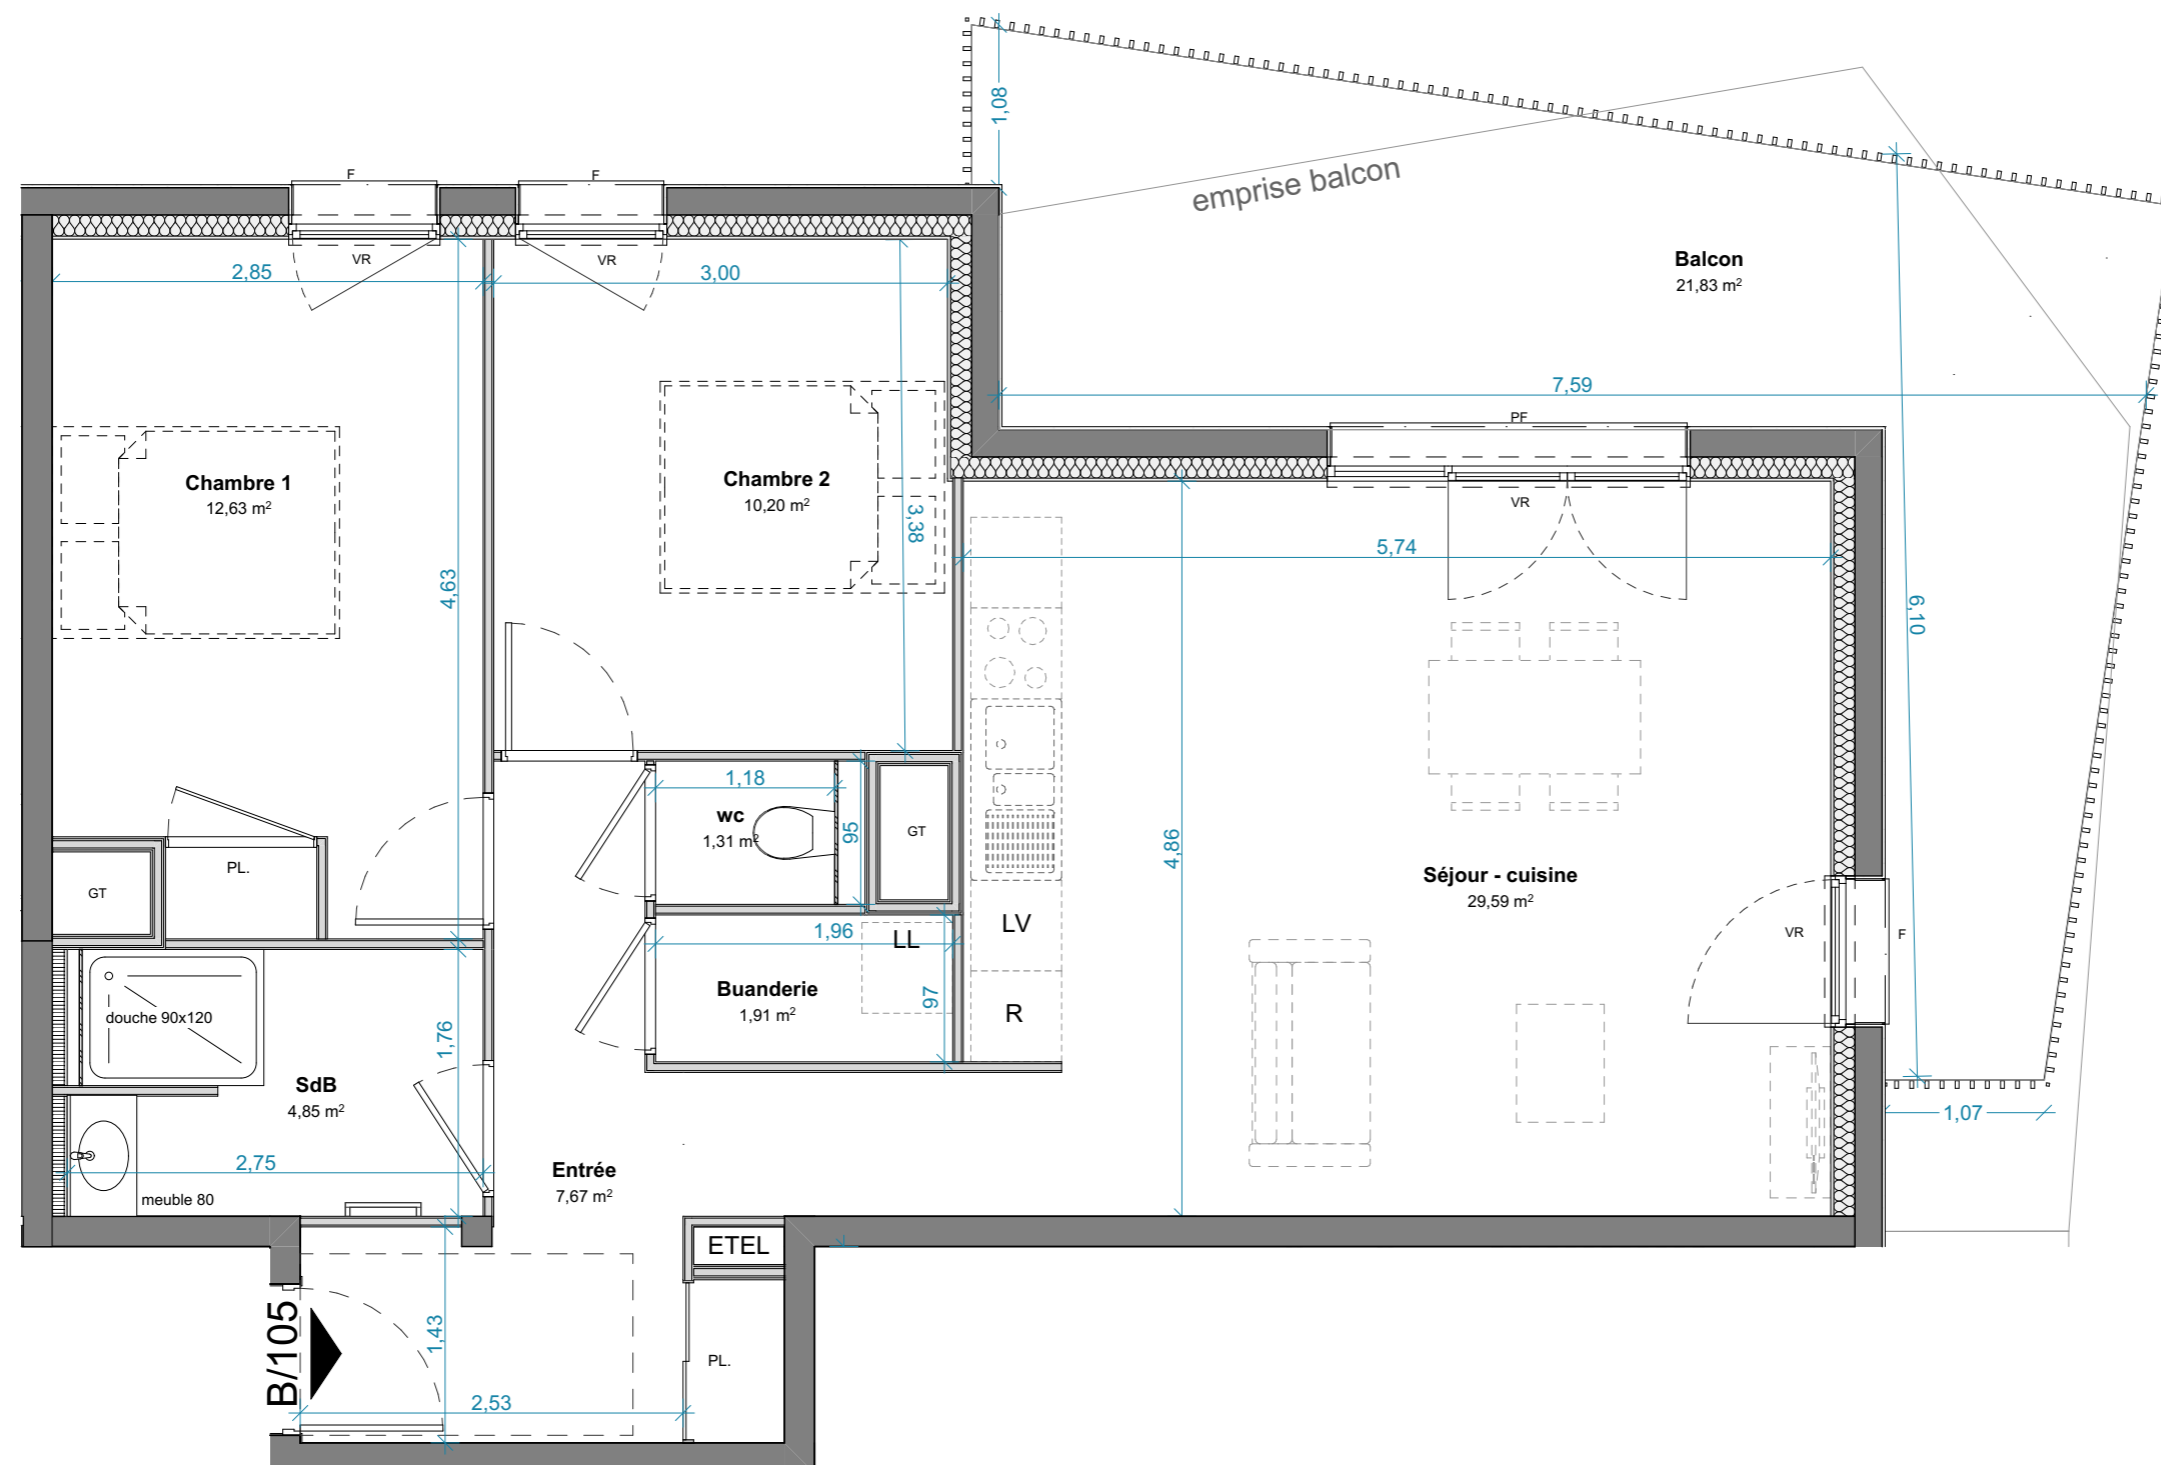 1,08
emprise balcon
F
F
Balcon
21,83 m²
VR
VR
2,85
3,00
7,59
PF
Chambre 1
12,63 m²
Chambre 2
10,20 m²
3,38
VR
5,74
4,63
6,10
1,18
wc
1,31 m²
95
GT
4,86
PL.
GT
Séjour - cuisine
29,59 m²
LV
VR
F
1,96
LL
Buanderie
1,91 m²
97
R
douche 90x120
1,76
SdB
4,85 m²
1,07
2,75
Entrée
7,67 m²
meuble 80
ETEL
B/105
1,43
PL.
2,53